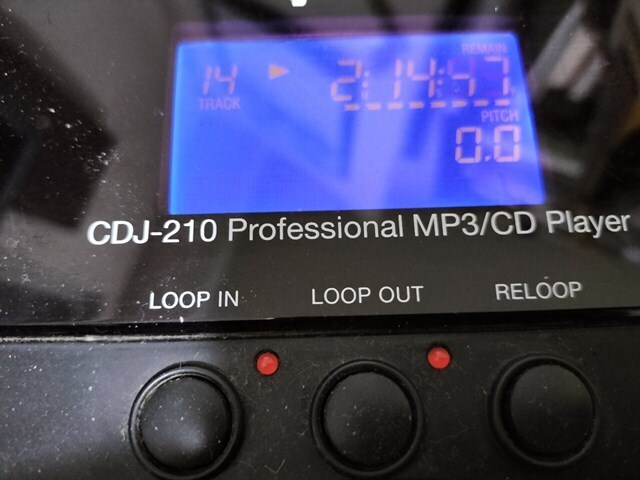 REMAIN
14 2:14:47
TRACK
PITCH
0.0
CDJ-210 Professional MP3/CD Player
LOOP IN LOOP OUT RELOOP